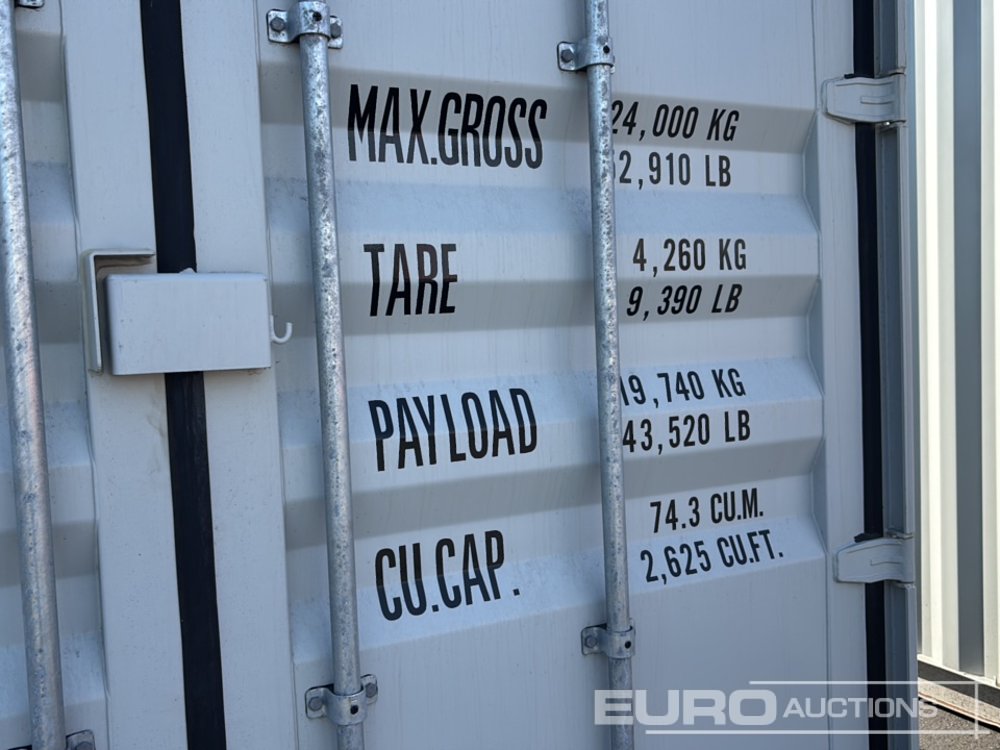 MAX.GROSS 24,000 KG
2,910 LB
TARE 4,260 KG
9,390 LB
PAYLOAD 19,740 KG
43,520 LB
CU.CAP. 74.3 CU.M.
2,625 CU.FT.
EURO AUCTIONS